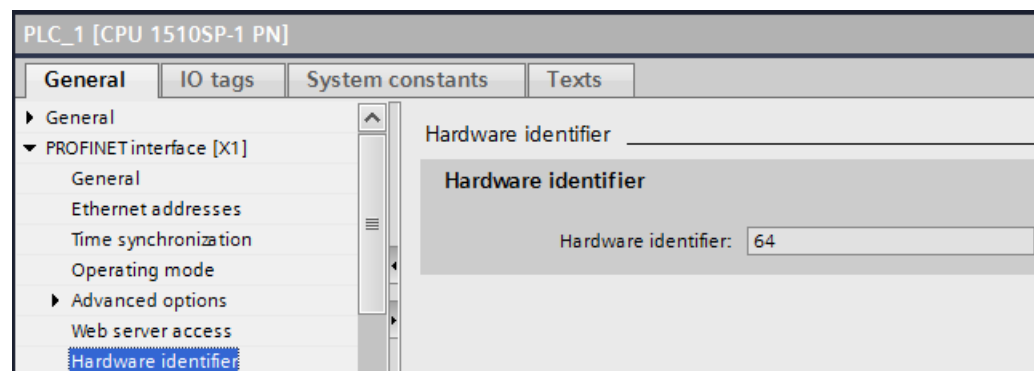 PLC_1 [CPU 1510SP-1 PN]
General IO tags System constants Texts
General
PROFINET interface [X1]
General
Ethernet addresses
Time synchronization
Operating mode
Advanced options
Web server access
Hardware identifier
Hardware identifier
Hardware identifier
Hardware identifier: 64